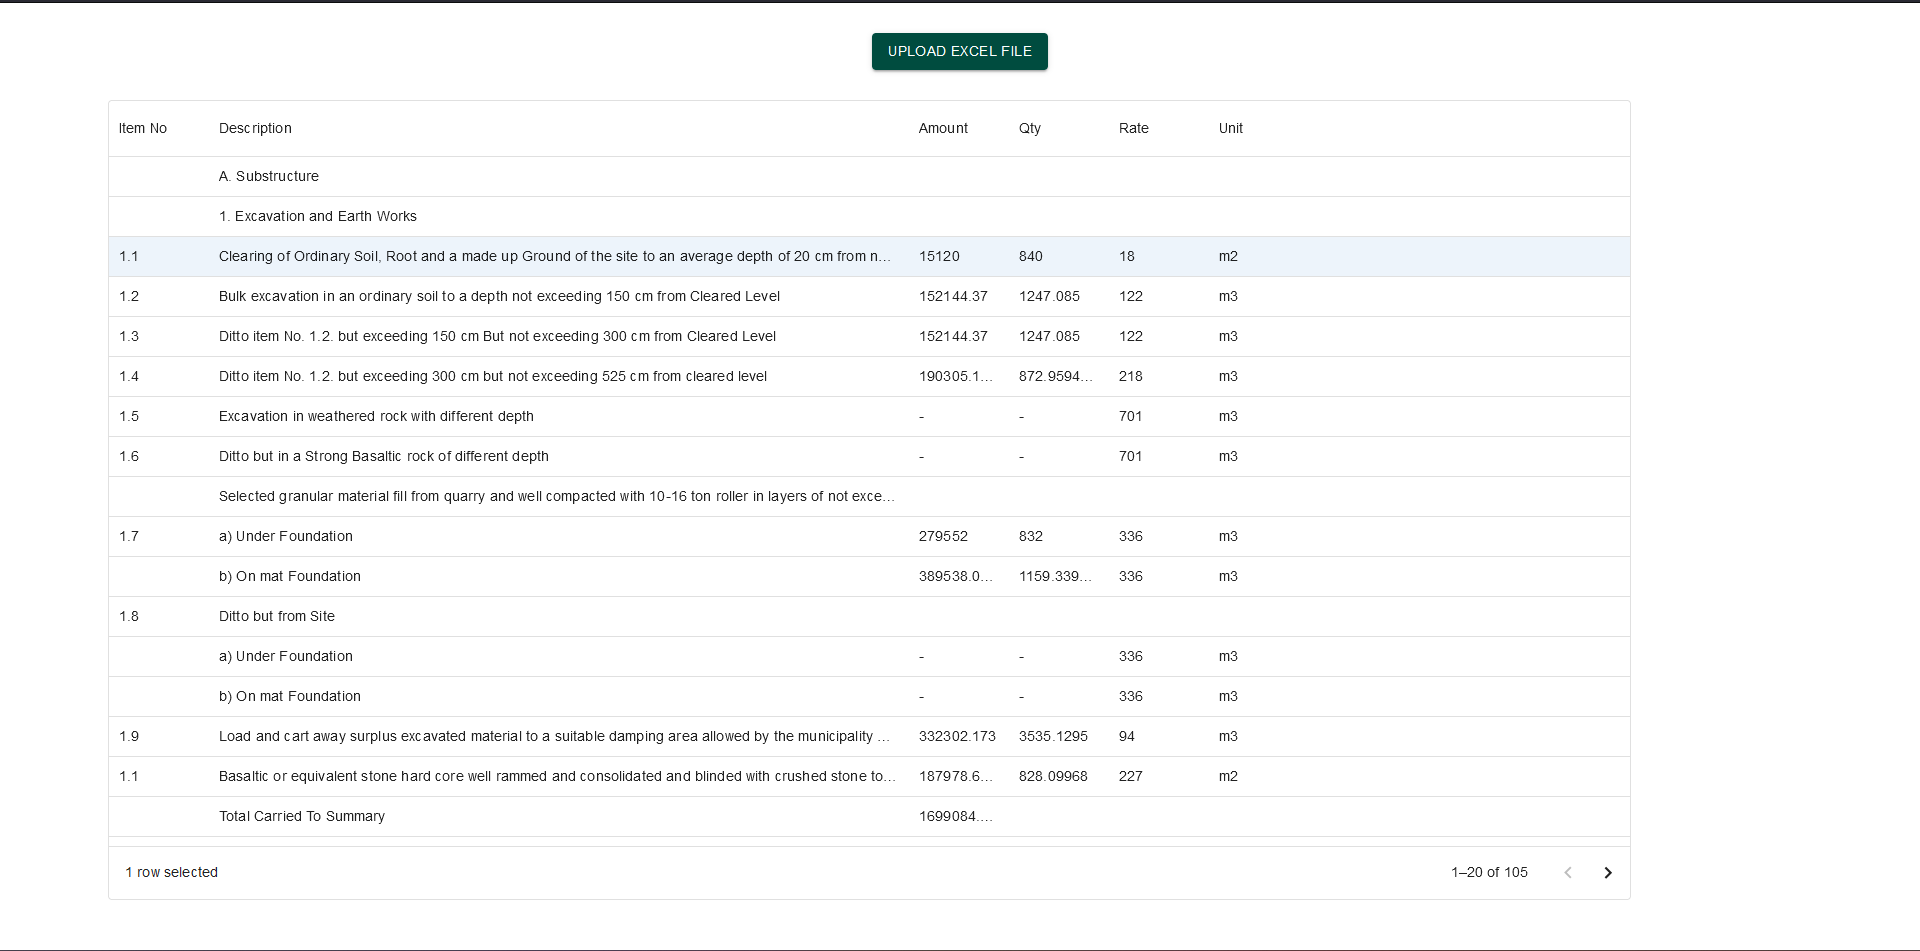 UPLOAD EXCEL FILE
Item No Description Amount Qty Rate Unit
A. Substructure
1. Excavation and Earth Works
1.1 Clearing of Ordinary Soil, Root and a made up Ground of the site to an average depth of 20 cm from n... 15120 840 18 m2
1.2 Bulk excavation in an ordinary soil to a depth not exceeding 150 cm from Cleared Level 152144.37 1247.085 122 m3
1.3 Ditto item No. 1.2. but exceeding 150 cm But not exceeding 300 cm from Cleared Level 152144.37 1247.085 122 m3
1.4 Ditto item No. 1.2. but exceeding 300 cm but not exceeding 525 cm from cleared level 190305.1... 872.9594... 218 m3
1.5 Excavation in weathered rock with different depth - - 701 m3
1.6 Ditto but in a Strong Basaltic rock of different depth - - 701 m3
Selected granular material fill from quarry and well compacted with 10-16 ton roller in layers of not exce...
1.7 a) Under Foundation 279552 832 336 m3
b) On mat Foundation 389538.0... 1159.339... 336 m3
1.8 Ditto but from Site
a) Under Foundation - - 336 m3
b) On mat Foundation - - 336 m3
1.9 Load and cart away surplus excavated material to a suitable damping area allowed by the municipality ... 332302.173 3535.1295 94 m3
1.1 Basaltic or equivalent stone hard core well rammed and consolidated and blinded with crushed stone to... 187978.6... 828.09968 227 m2
Total Carried To Summary 1699084....
1 row selected 1–20 of 105